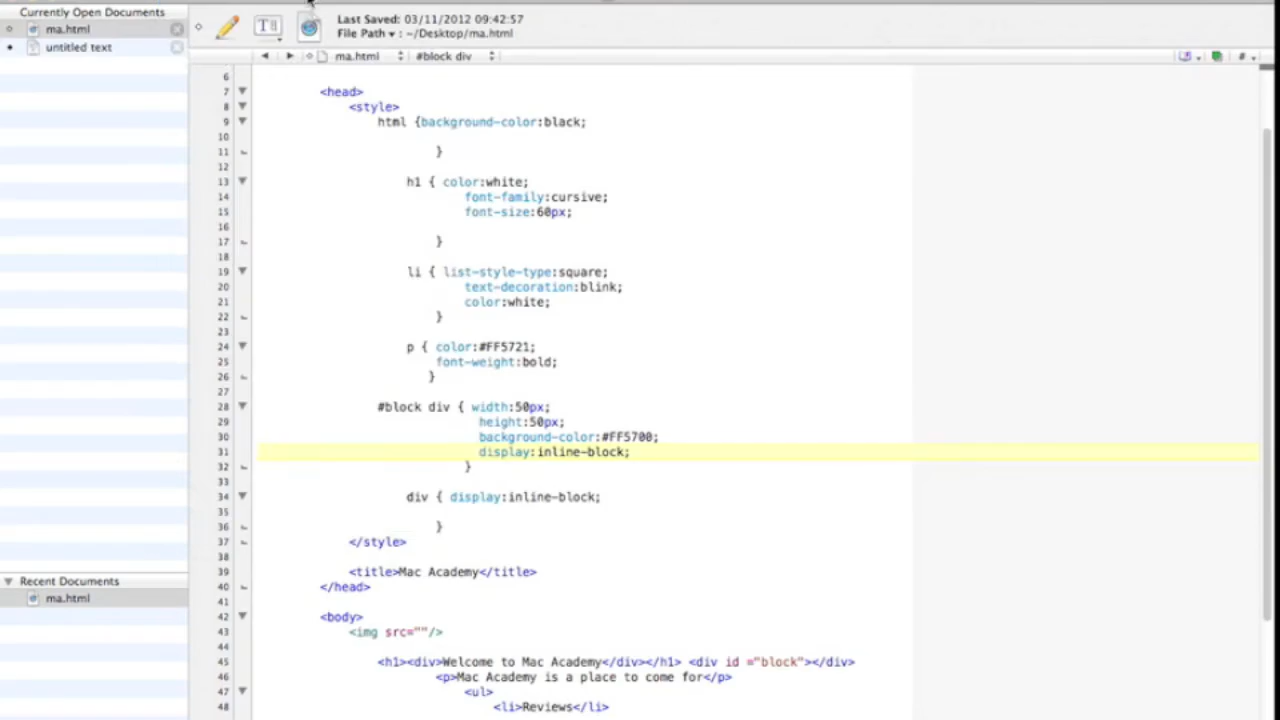 Currently Open Documents
ma.html
untitled text
Last Saved: 03/11/2012 09:42:57
File Path ▾ : ~/Desktop/ma.html
ma.html #block div #
6
7 <head>
8 <style>
9 html {background-color:black;
10
11 }
12
13 h1 { color:white;
14 font-family:cursive;
15 font-size:60px;
16
17 }
18
19 li { list-style-type:square;
20 text-decoration:blink;
21 color:white;
22 }
23
24 p { color:#FF5721;
25 font-weight:bold;
26 }
27
28 #block div { width:50px;
29 height:50px;
30 background-color:#FF5700;
31 display:inline-block;
32 }
33
34 div { display:inline-block;
35
36 }
37 </style>
38
39 <title>Mac Academy</title>
40 </head>
41
42 <body>
43 <img src=""/>
44
45 <h1><div>Welcome to Mac Academy</div></h1> <div id ="block"></div>
46 <p>Mac Academy is a place to come for</p>
47 <ul>
48 <li>Reviews</li>
Recent Documents
ma.html